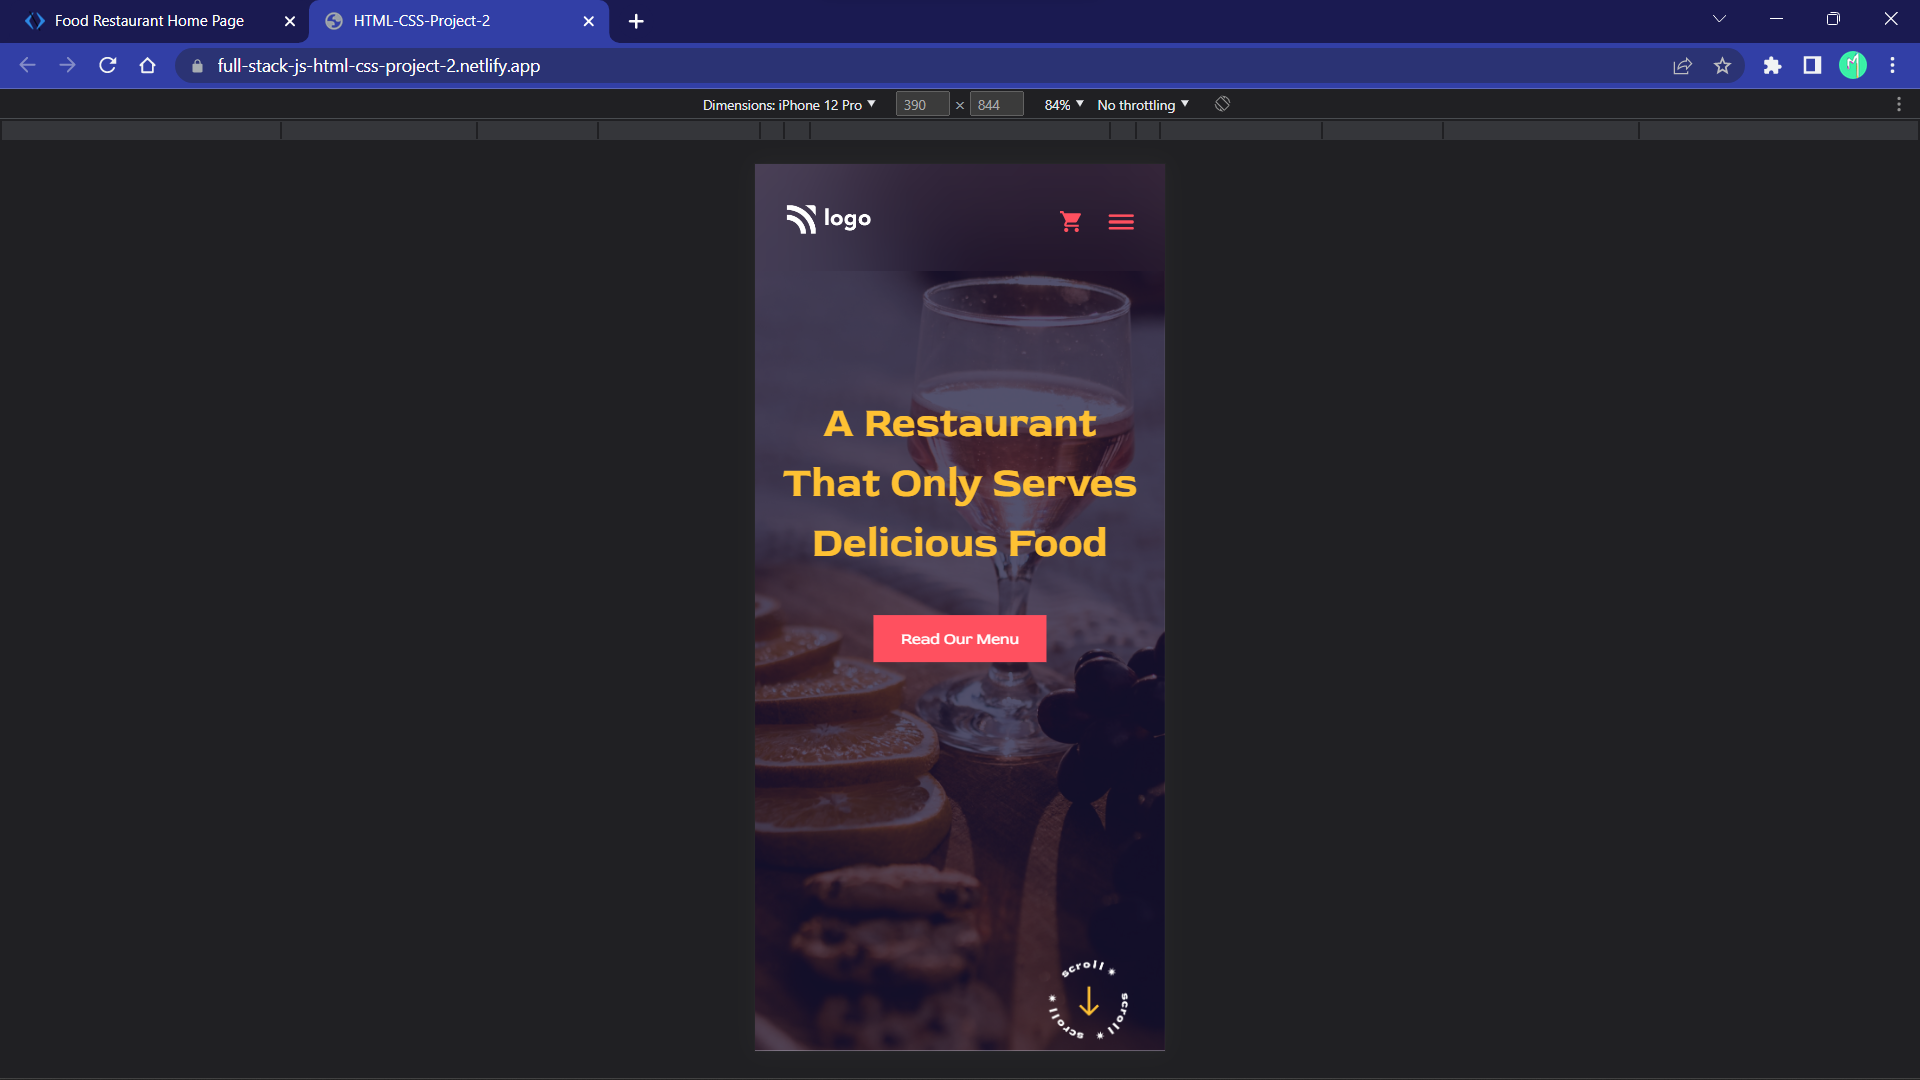 Food Restaurant Home Page
HTML-CSS-Project-2
full-stack-js-html-css-project-2.netlify.app
Dimensions: iPhone 12 Pro
390 × 844
84%
No throttling
logo
A Restaurant
That Only Serves
Delicious Food
Read Our Menu
scroll * scroll * scroll * scroll *